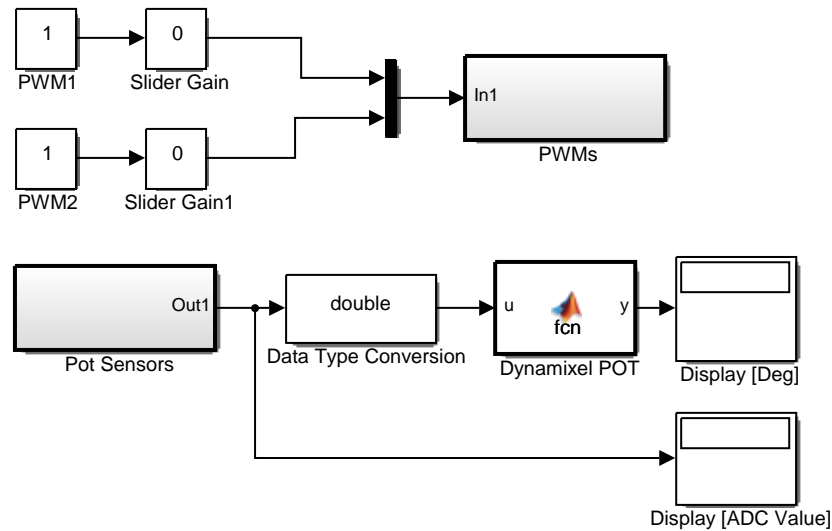 1
PWM1
0
Slider Gain
1
PWM2
0
Slider Gain1
In1
PWMs
Out1
Pot Sensors
double
Data Type Conversion
u
fcn
y
Dynamixel POT
Display [Deg]
Display [ADC Value]